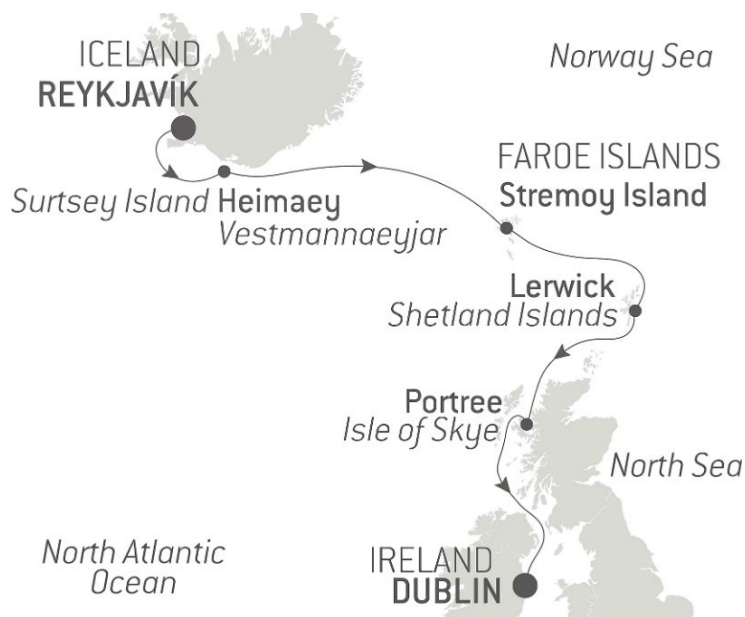 ICELAND
REYKJAVÍK
Norway Sea
FAROE ISLANDS
Stremoy Island
Surtsey Island Heimaey
Vestmannaeyjar
Lerwick
Shetland Islands
Portree
Isle of Skye
North Sea
North Atlantic
Ocean
IRELAND
DUBLIN